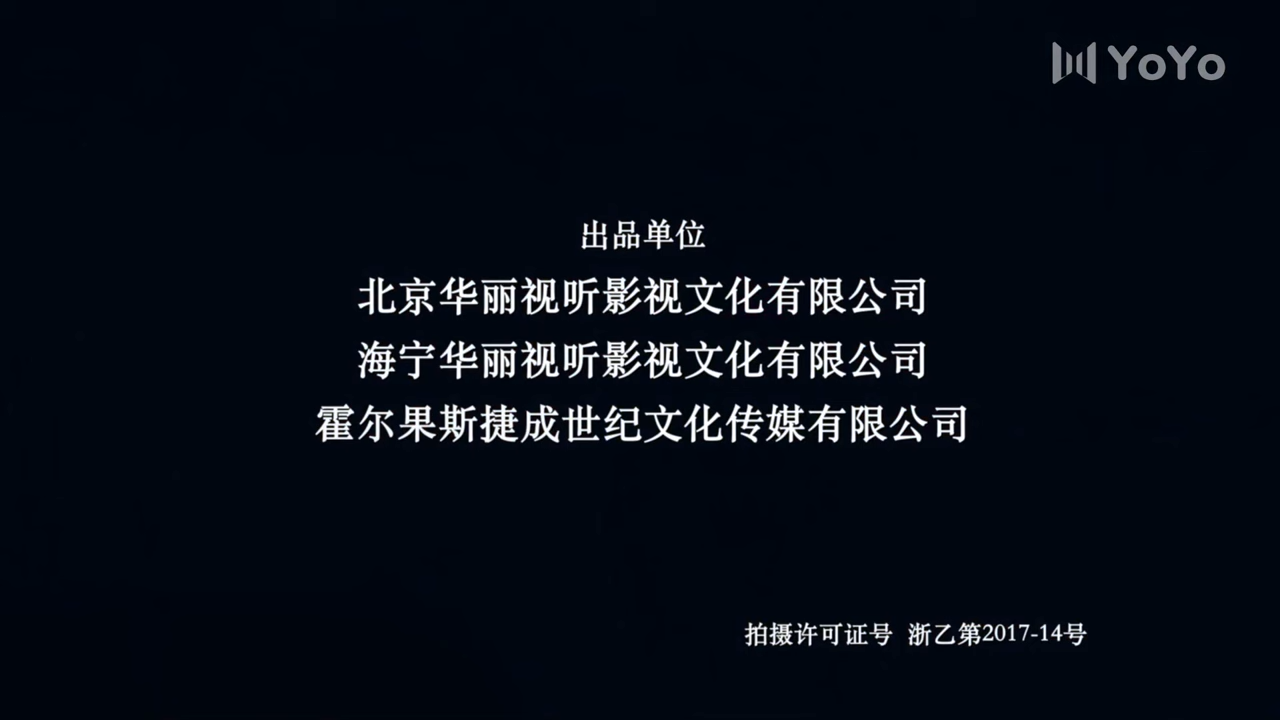 YoYo
出品单位
北京华丽视听影视文化有限公司
海宁华丽视听影视文化有限公司
霍尔果斯捷成世纪文化传媒有限公司
拍摄许可证号 浙乙第2017-14号